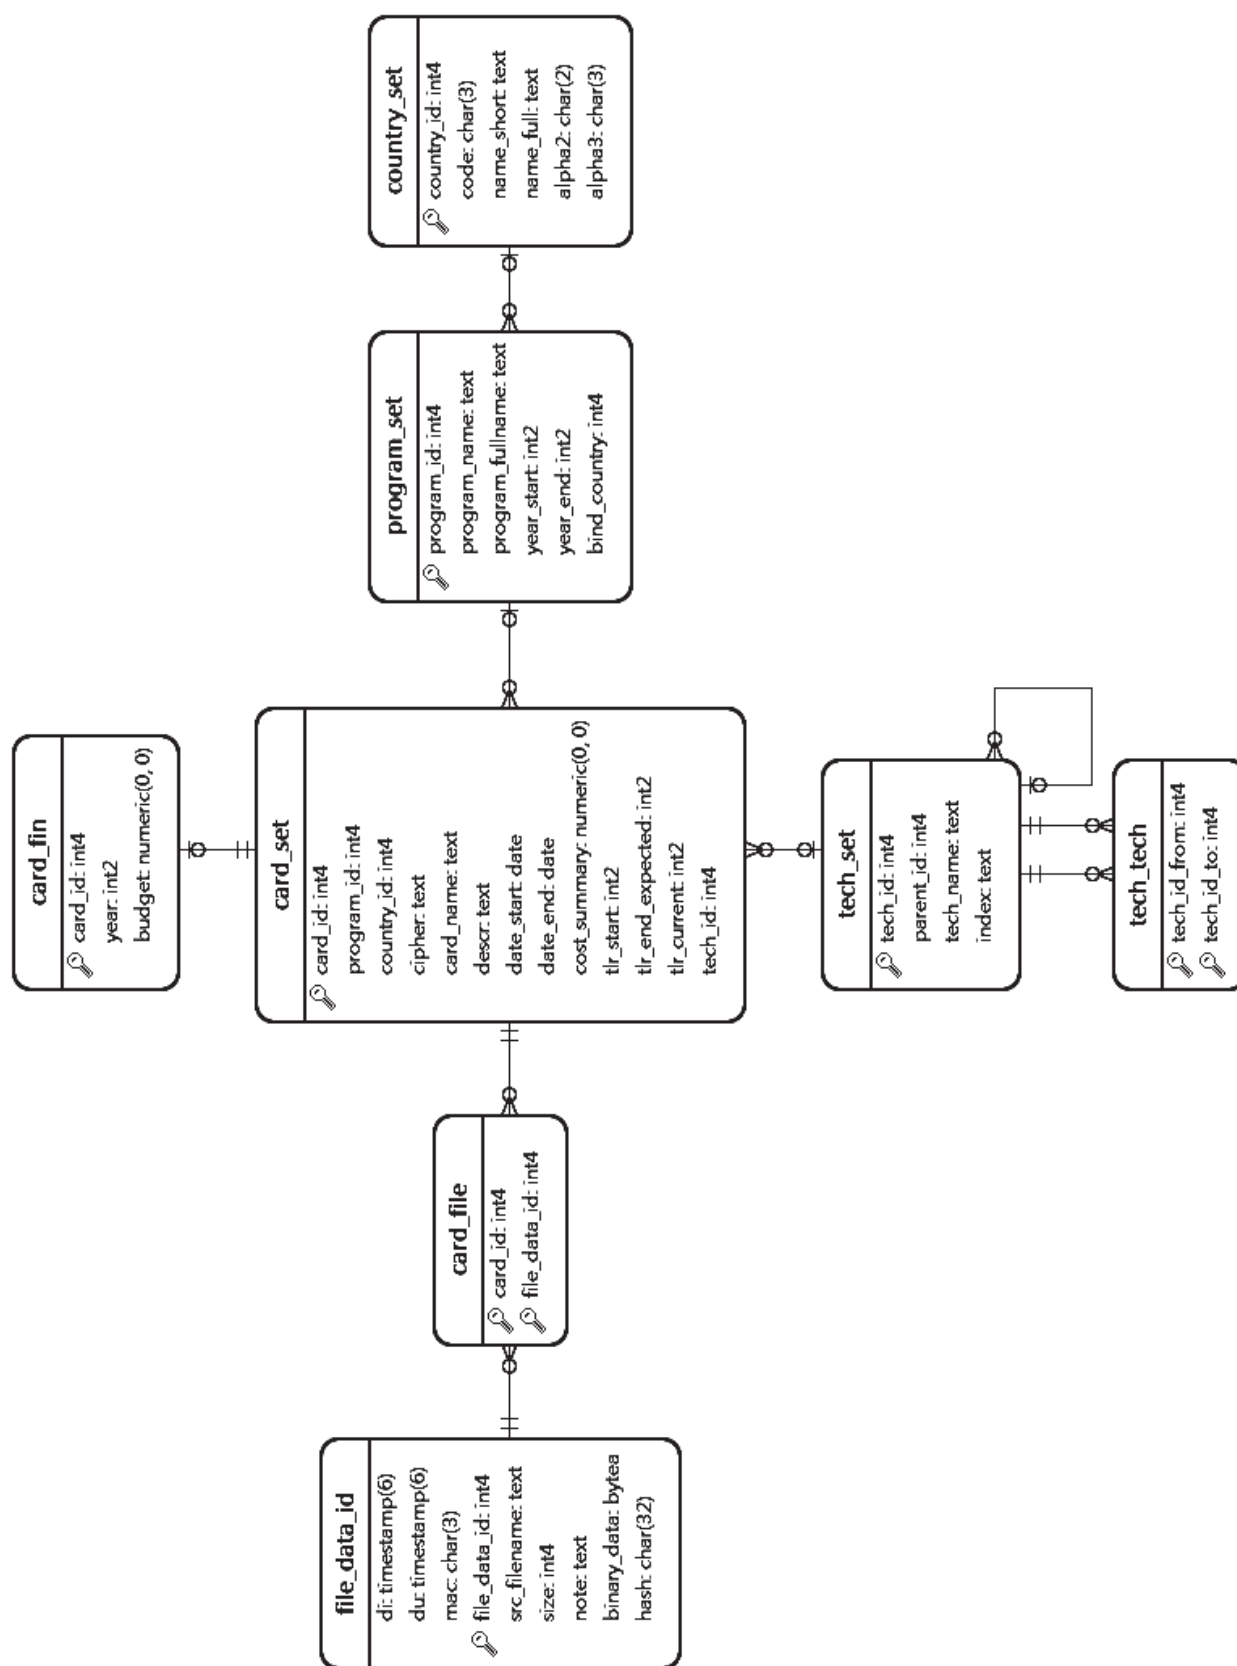 card_fin
card_id: int4
year: int2
budget: numeric(0, 0)
file_data_id
di: timestamp(6)
du: timestamp(6)
mac: char(3)
file_data_id: int4
src_filename: text
size: int4
note: text
binary_data: bytea
hash: char(32)
card_file
card_id: int4
file_data_id: int4
card_set
card_id: int4
program_id: int4
country_id: int4
cipher: text
card_name: text
descr: text
date_start: date
date_end: date
cost_summary: numeric(0, 0)
tlr_start: int2
tlr_end_expected: int2
tlr_current: int2
tech_id: int4
program_set
program_id: int4
program_name: text
program_fullname: text
year_start: int2
year_end: int2
bind_country: int4
country_set
country_id: int4
code: char(3)
name_short: text
name_full: text
alpha2: char(2)
alpha3: char(3)
tech_set
tech_id: int4
parent_id: int4
tech_name: text
index: text
tech_tech
tech_id_from: int4
tech_id_to: int4